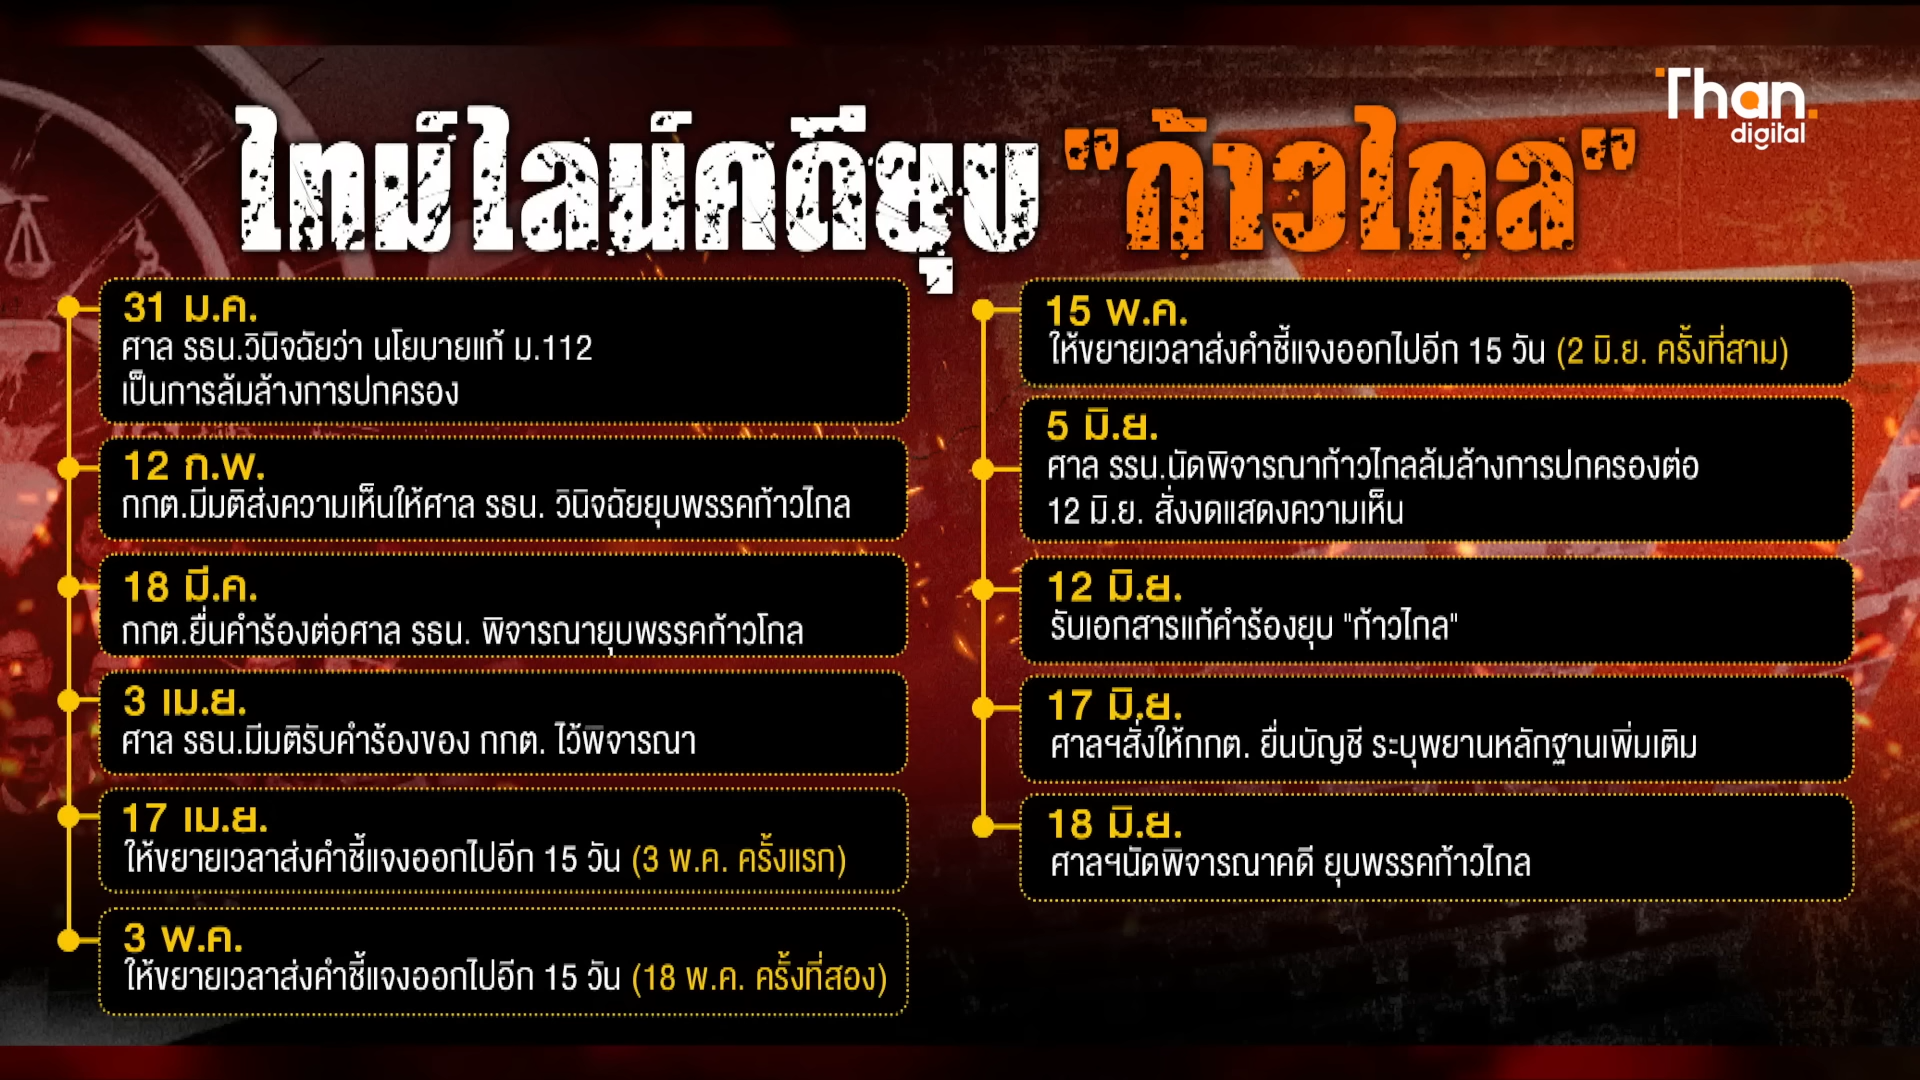 Than.
digital
ไทม์ไลน์คดียุบ "ก้าวไกล"
31 ม.ค.
ศาล รธน.วินิจฉัยว่า นโยบายแก้ ม.112
เป็นการล้มล้างการปกครอง
12 ก.พ.
กกต.มีมติส่งความเห็นให้ศาล รธน. วินิจฉัยยุบพรรคก้าวไกล
18 มี.ค.
กกต.ยื่นคำร้องต่อศาล รธน. พิจารณายุบพรรคก้าวโกล
3 เม.ย.
ศาล รธน.มีมติรับคำร้องของ กกต. ไว้พิจารณา
17 เม.ย.
ให้ขยายเวลาส่งคำชี้แจงออกไปอีก 15 วัน (3 พ.ค. ครั้งแรก)
3 พ.ค.
ให้ขยายเวลาส่งคำชี้แจงออกไปอีก 15 วัน (18 พ.ค. ครั้งที่สอง)
15 พ.ค.
ให้ขยายเวลาส่งคำชี้แจงออกไปอีก 15 วัน (2 มิ.ย. ครั้งที่สาม)
5 มิ.ย.
ศาล รรน.นัดพิจารณาก้าวไกลล้มล้างการปกครองต่อ
12 มิ.ย. สั่งงดแสดงความเห็น
12 มิ.ย.
รับเอกสารแก้คำร้องยุบ "ก้าวไกล"
17 มิ.ย.
ศาลฯสั่งให้กกต. ยื่นบัญชี ระบุพยานหลักฐานเพิ่มเติม
18 มิ.ย.
ศาลฯนัดพิจารณาคดี ยุบพรรคก้าวไกล